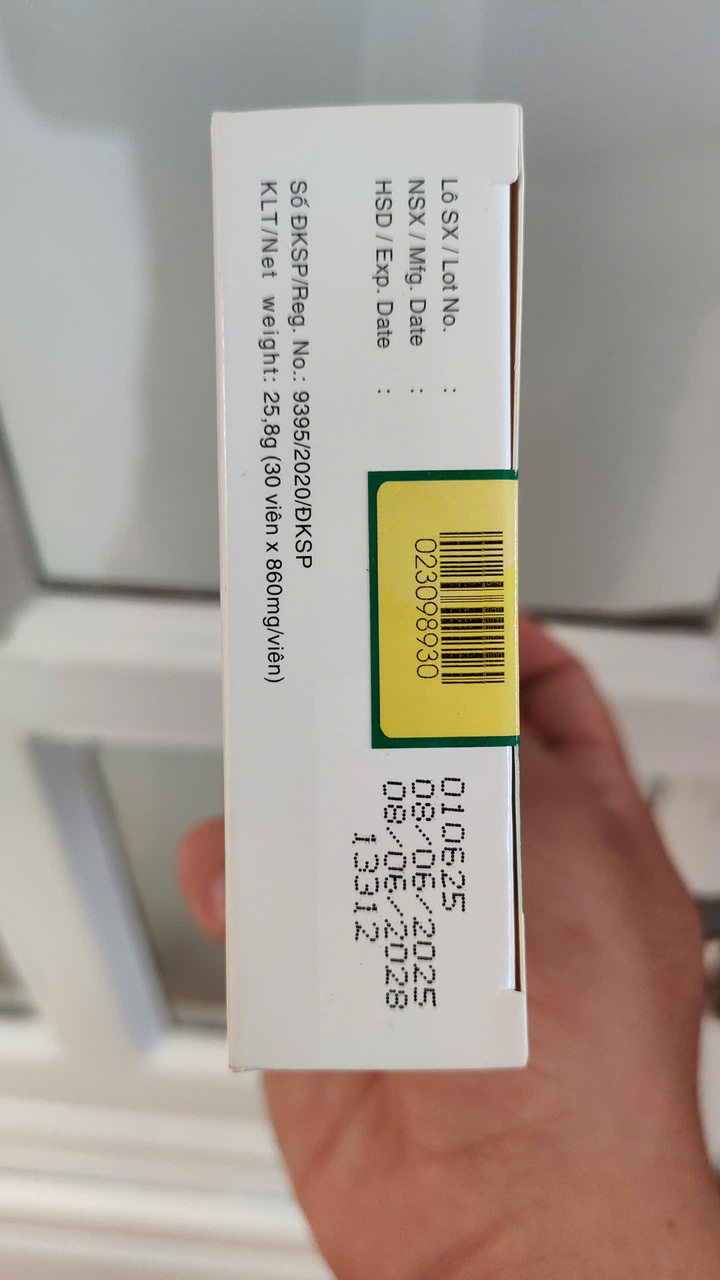 Lô SX / Lot No. : 010625
NSX / Mfg. Date : 08/06/2025
HSD / Exp. Date : 08/06/2028
13312
023098930
Số ĐKSP/Reg. No.: 9395/2020/ĐKSP
KLT/Net weight: 25,8g (30 viên x 860mg/viên)